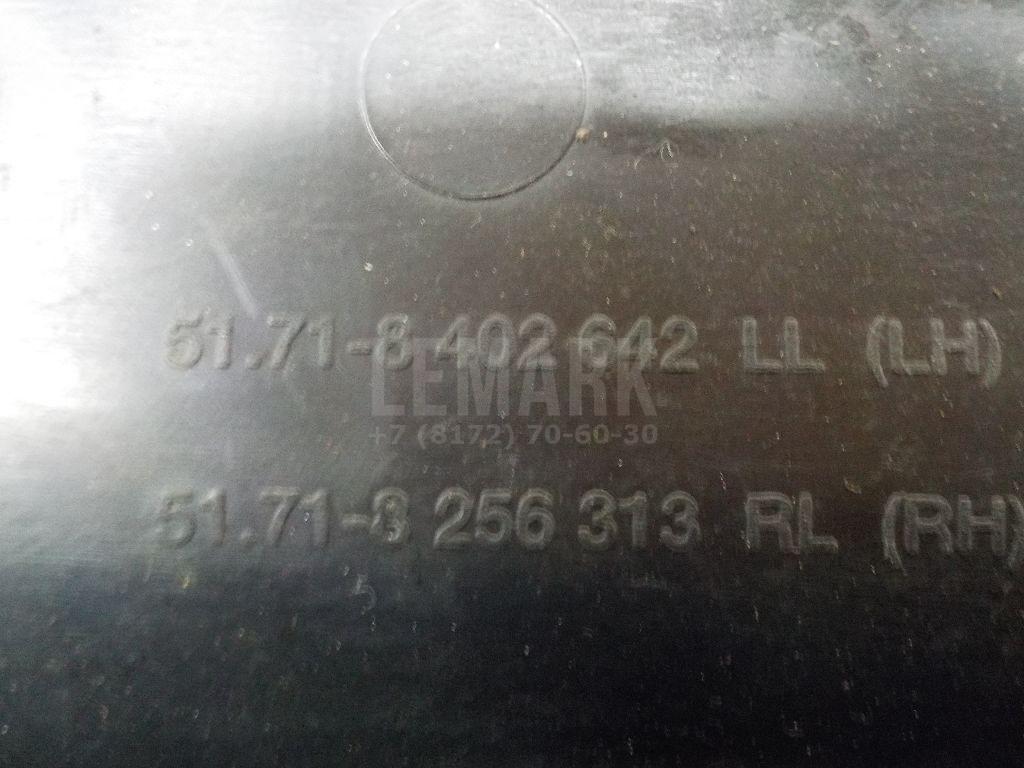 51.71-8 402 642 LL (LH)
LEMARK
+7 (8172) 70-60-30
51.71-8 256 313 RL (RH)